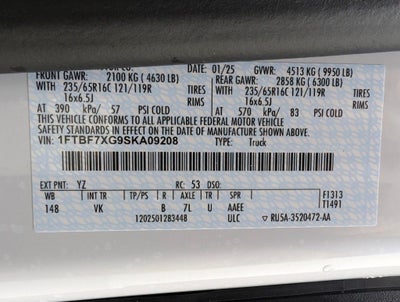 01/25 GVWR: 4513 KG (9950 LB)
FRONT GAWR: 2100 KG (4630 LB) REAR GAWR: 2858 KG (6300 LB)
WITH 235/65R16C 121/119R TIRES WITH 235/65R16C 121/119R TIRES
16x6.5J RIMS 16x6.5J RIMS
AT 390 kPa/ 57 PSI COLD AT 570 kPa/ 83 PSI COLD
THIS VEHICLE CONFORMS TO ALL APPLICABLE FEDERAL MOTOR VEHICLE
SAFETY STANDARDS IN EFFECT ON THE DATE OF MANUFACTURE SHOWN ABOVE.
VIN: 1FTBF7XG9SKA09208 TYPE: Truck
EXT PNT: YZ RC: 53 DSO:
WB INT TR TP/PS R AXLE TR SPR F1313
148 VK B 7L U AAEE T1491
1202501283448 ULC RU5A-3520472-AA